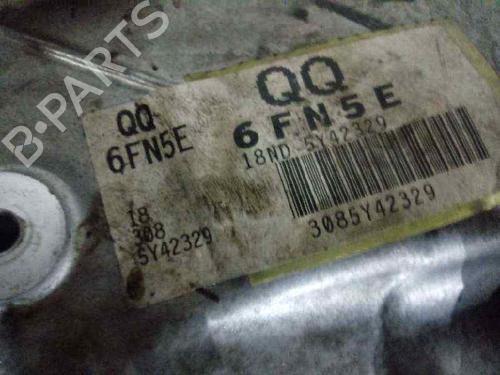 B-PARTS
QQ
6FN5E
18
308
5Y42329
QQ
6FN5E
18ND 5Y42329
3085Y42329